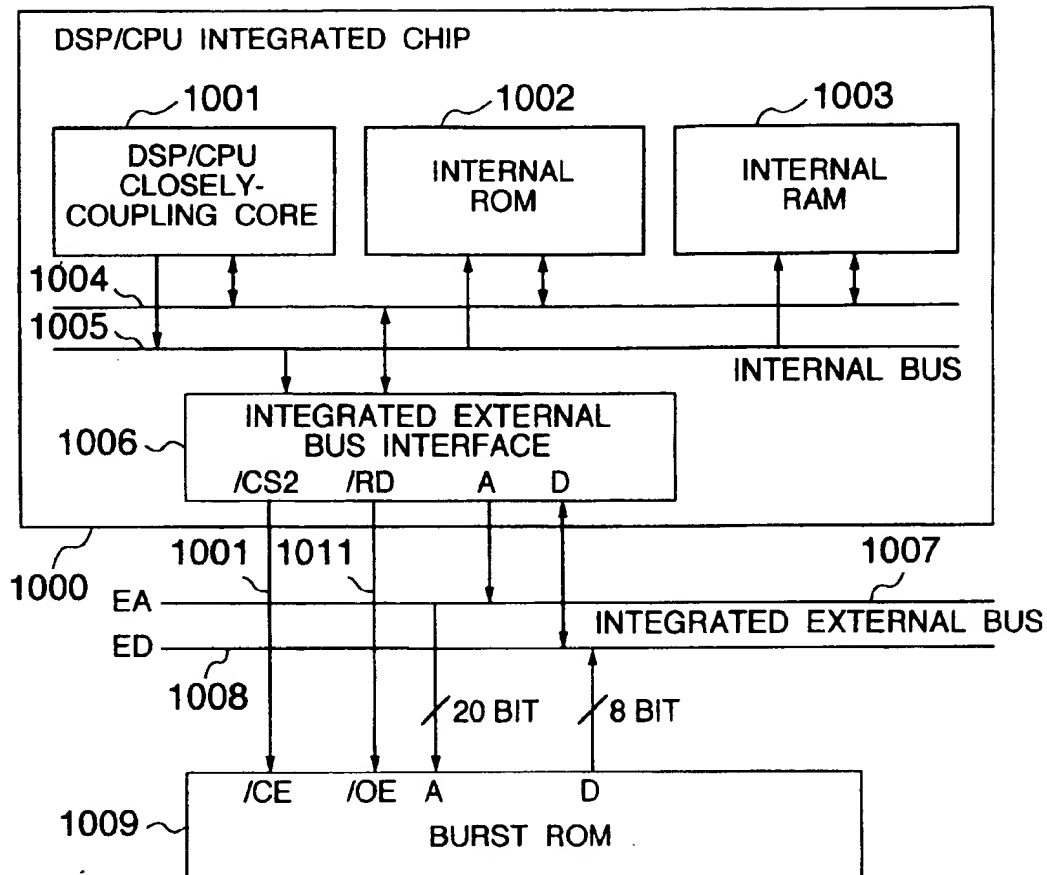 DSP/CPU INTEGRATED CHIP
1001
1002
1003
DSP/CPU
CLOSELY-
COUPLING CORE
INTERNAL
ROM
INTERNAL
RAM
1004
1005
INTERNAL BUS
INTEGRATED EXTERNAL
BUS INTERFACE
1006
/CS2 /RD A D
1000
1001
1011
1007
EA
INTEGRATED EXTERNAL BUS
ED
1008
20 BIT
8 BIT
/CE /OE A D
1009
BURST ROM